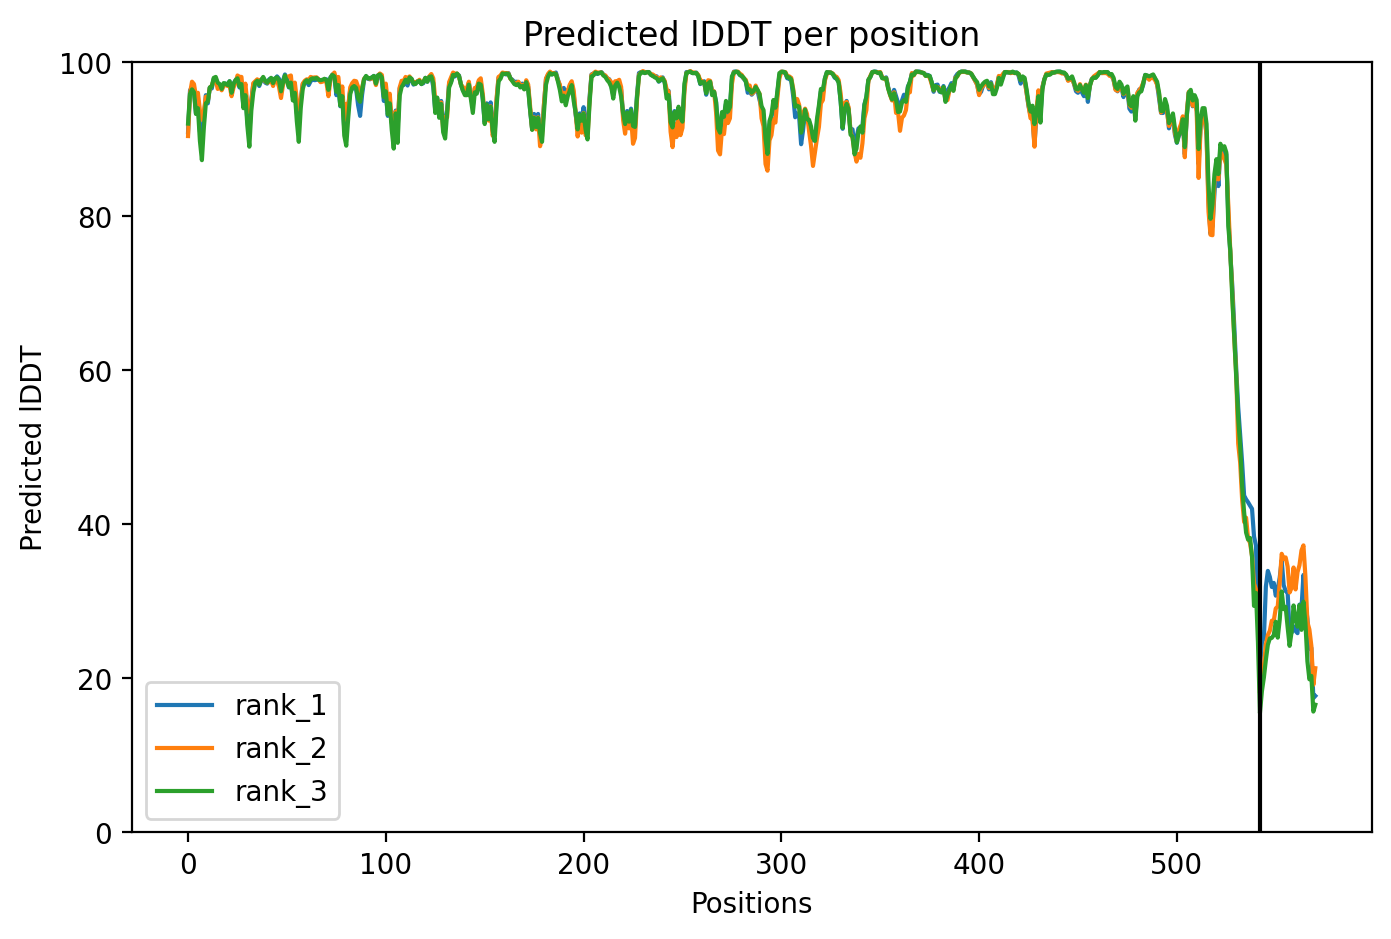 Predicted lDDT per position
100
80
60
40
20
0
Predicted lDDT
rank_1
rank_2
rank_3
0 100 200 300 400 500
Positions